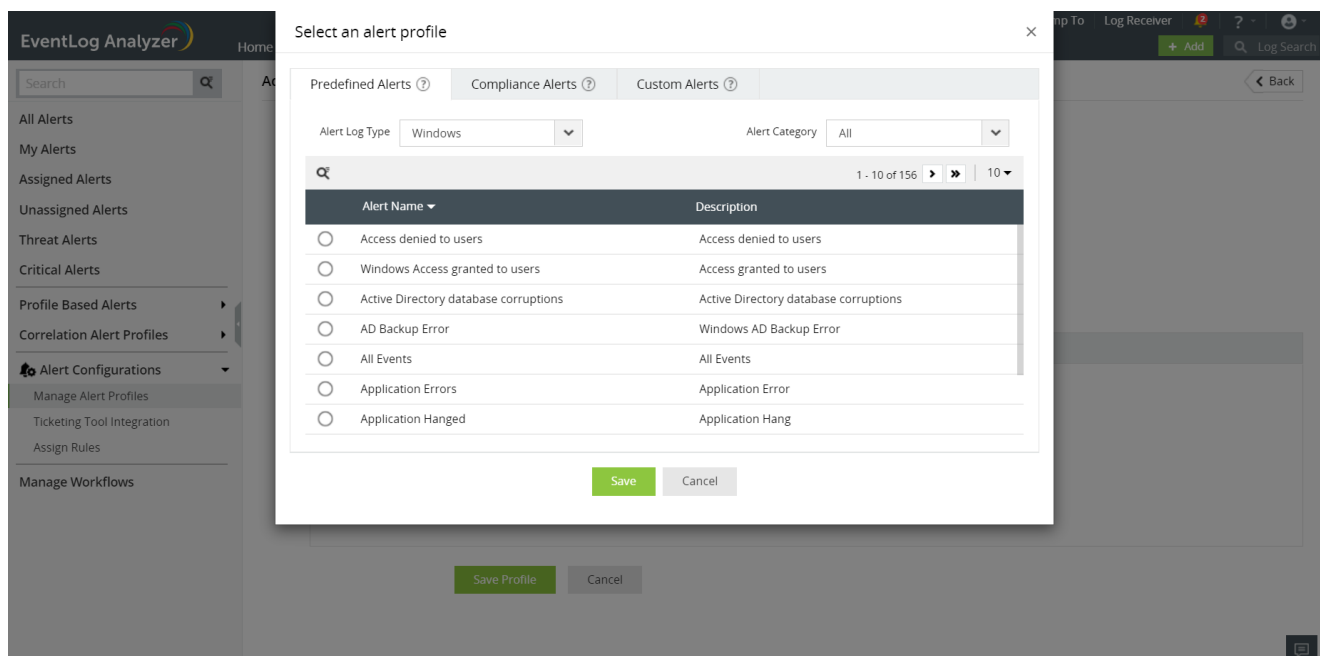 EventLog Analyzer
Home
mp To
Log Receiver
2
?
+ Add
Log Search
Search
Ad
Back
All Alerts
My Alerts
Assigned Alerts
Unassigned Alerts
Threat Alerts
Critical Alerts
Profile Based Alerts
Correlation Alert Profiles
Alert Configurations
Manage Alert Profiles
Ticketing Tool Integration
Assign Rules
Manage Workflows
Select an alert profile
Predefined Alerts ? Compliance Alerts ? Custom Alerts ?
Alert Log Type Windows Alert Category All
1 - 10 of 156 10
Alert Name Description
Access denied to users Access denied to users
Windows Access granted to users Access granted to users
Active Directory database corruptions Active Directory database corruptions
AD Backup Error Windows AD Backup Error
All Events All Events
Application Errors Application Error
Application Hanged Application Hang
Save Cancel
Save Profile Cancel